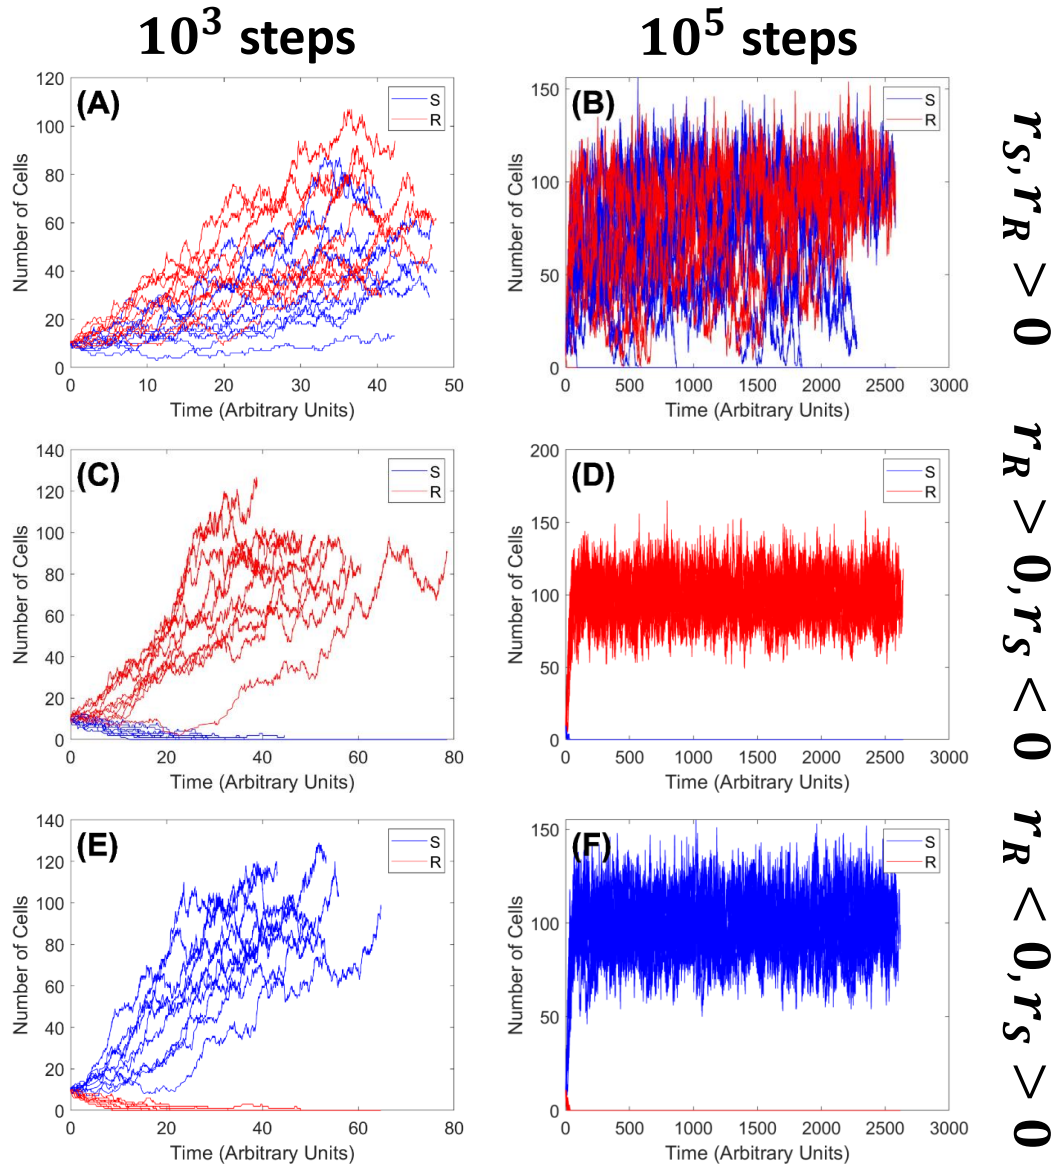 10³ steps
10⁵ steps
(A)
S
R
120
100
80
60
40
20
0
Number of Cells
0 10 20 30 40 50
Time (Arbitrary Units)
(B)
S
R
150
100
50
0
Number of Cells
0 500 1000 1500 2000 2500 3000
Time (Arbitrary Units)
r_S, r_R > 0
(C)
S
R
140
120
100
80
60
40
20
0
Number of Cells
0 20 40 60 80
Time (Arbitrary Units)
(D)
S
R
200
150
100
50
0
Number of Cells
0 500 1000 1500 2000 2500 3000
Time (Arbitrary Units)
r_R > 0, r_S < 0
(E)
S
R
140
120
100
80
60
40
20
0
Number of Cells
0 20 40 60 80
Time (Arbitrary Units)
(F)
S
R
150
100
50
0
Number of Cells
0 500 1000 1500 2000 2500 3000
Time (Arbitrary Units)
r_R < 0, r_S > 0